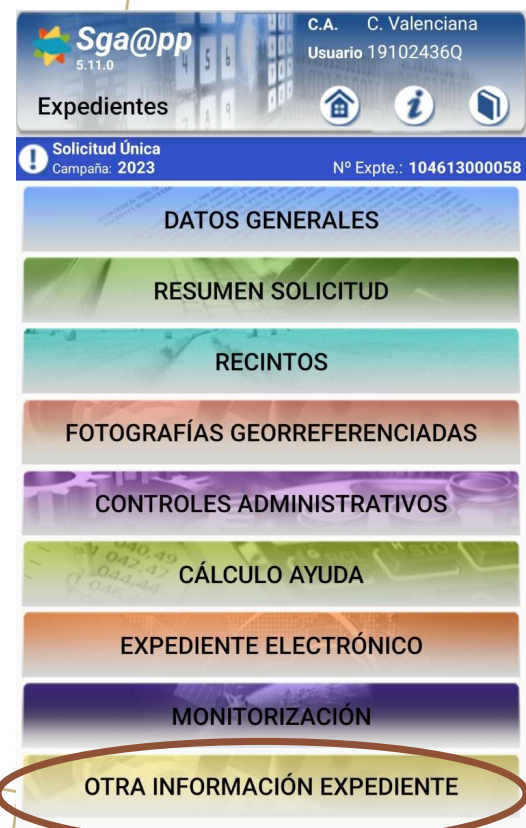 Sga@pp
5.11.0
C.A. C. Valenciana
Usuario 19102436Q
Expedientes
Solicitud Única
Campaña: 2023
Nº Expte.: 104613000058
DATOS GENERALES
RESUMEN SOLICITUD
RECINTOS
FOTOGRAFÍAS GEORREFERENCIADAS
CONTROLES ADMINISTRATIVOS
CÁLCULO AYUDA
EXPEDIENTE ELECTRÓNICO
MONITORIZACIÓN
OTRA INFORMACIÓN EXPEDIENTE